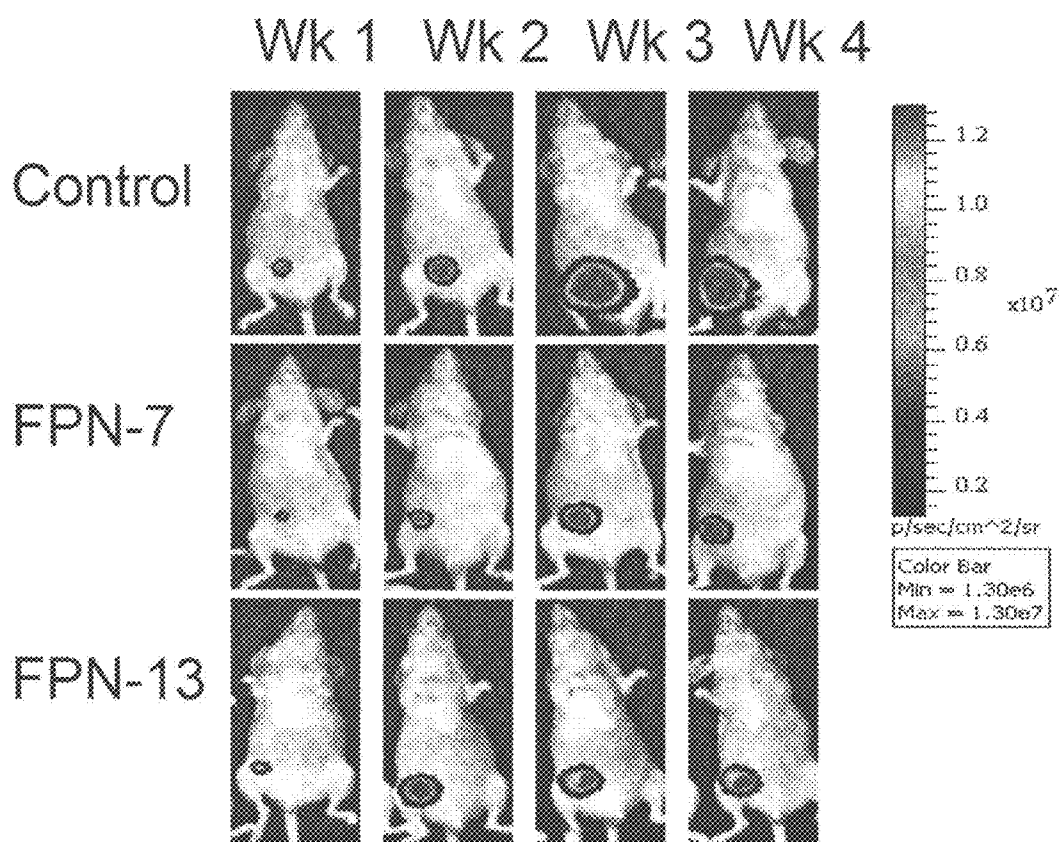 Wk 1 Wk 2 Wk 3 Wk 4
Control
FPN-7
FPN-13
1.2
1.0
0.8
x10^7
0.6
0.4
0.2
p/sec/cm^2/sr
Color Bar
Min = 1.30e6
Max = 1.30e7